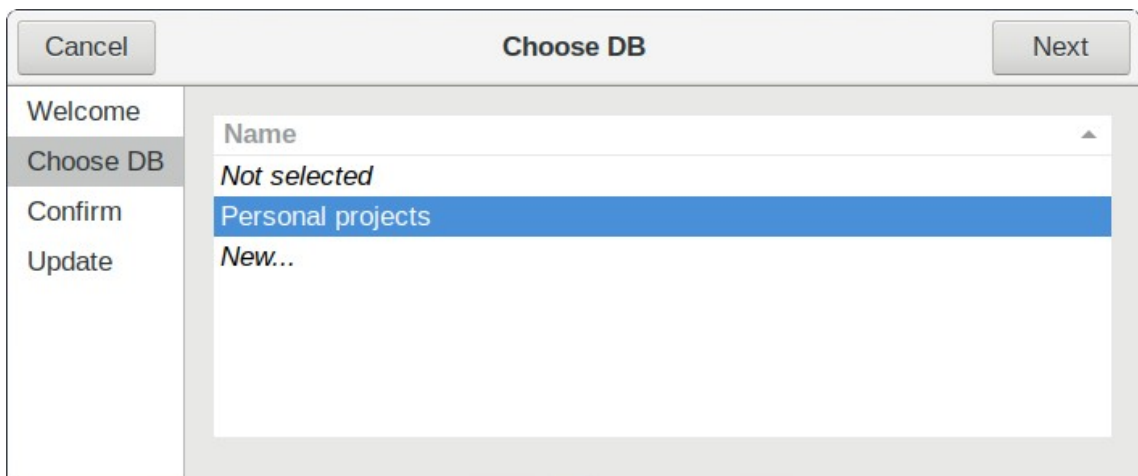 Cancel Choose DB Next
Welcome
Choose DB
Confirm
Update
Name
Not selected
Personal projects
New...